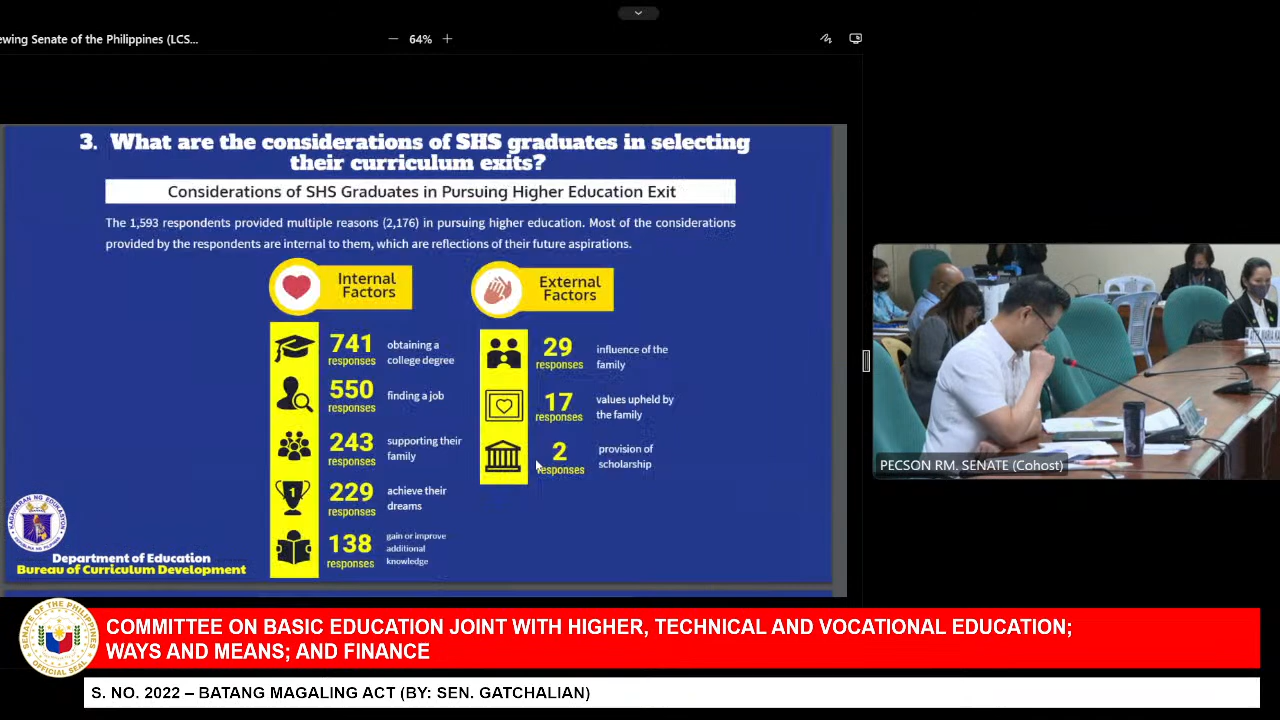 ewing Senate of the Philippines (LCS...
64%
3. What are the considerations of SHS graduates in selecting
their curriculum exits?
Considerations of SHS Graduates in Pursuing Higher Education Exit
The 1,593 respondents provided multiple reasons (2,176) in pursuing higher education. Most of the considerations
provided by the respondents are internal to them, which are reflections of their future aspirations.
Internal
Factors
741
responses
obtaining a
college degree
550
responses
finding a job
243
responses
supporting their
family
229
responses
achieve their
dreams
138
responses
gain or improve
additional
knowledge
External
Factors
29
responses
influence of the
family
17
responses
values upheld by
the family
2
responses
provision of
scholarship
Department of Education
Bureau of Curriculum Development
PECSON RM. SENATE (Cohost)
SENATE OF THE PHILIPPINES
OFFICIAL SEAL
COMMITTEE ON BASIC EDUCATION JOINT WITH HIGHER, TECHNICAL AND VOCATIONAL EDUCATION;
WAYS AND MEANS; AND FINANCE
S. NO. 2022 – BATANG MAGALING ACT (BY: SEN. GATCHALIAN)